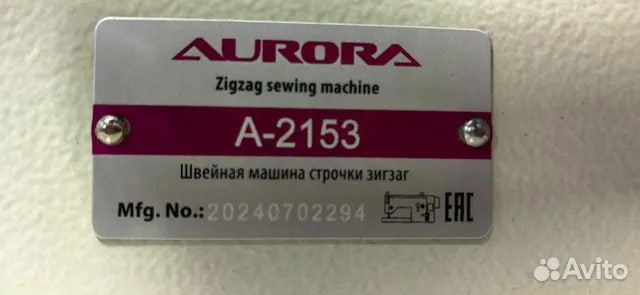 AURORA
Zigzag sewing machine
A-2153
Швейная машина строчки зигзаг
Mfg. No.: 20240702294 EAC
Avito